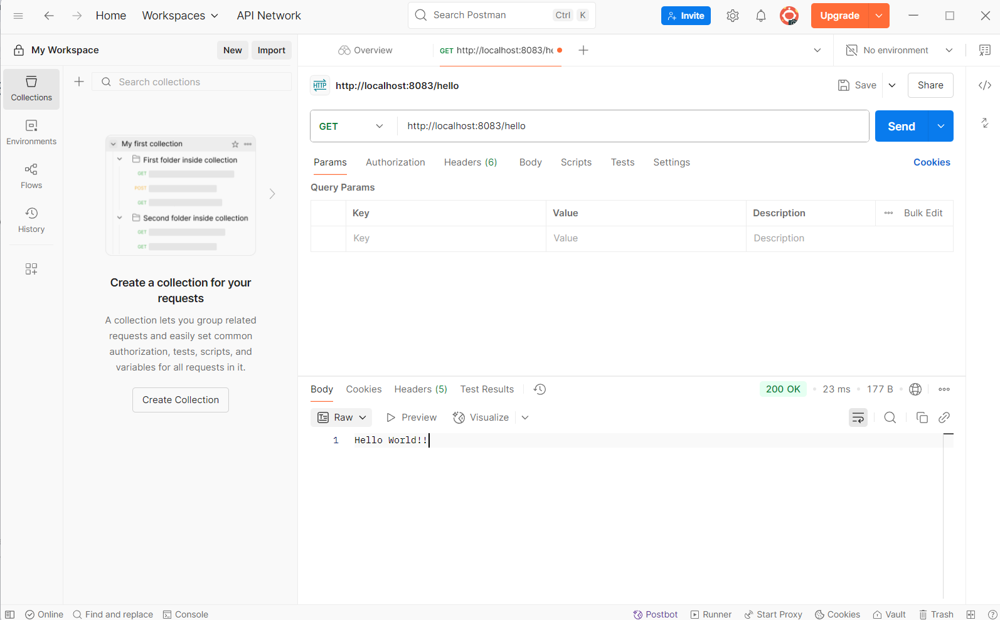 Home Workspaces API Network Search Postman Ctrl K Invite Upgrade
My Workspace New Import Overview GET http://localhost:8083/he No environment
Collections
Environments
Flows
History
Search collections
My first collection
First folder inside collection
GET
POST
GET
Second folder inside collection
GET
GET
Create a collection for your
requests
A collection lets you group related
requests and easily set common
authorization, tests, scripts, and
variables for all requests in it.
Create Collection
HTTP http://localhost:8083/hello Save Share
GET http://localhost:8083/hello Send
Params Authorization Headers (6) Body Scripts Tests Settings Cookies
Query Params
Key Value Description Bulk Edit
Key Value Description
Body Cookies Headers (5) Test Results 200 OK 23 ms 177 B
Raw Preview Visualize
1 Hello World!!
Online Find and replace Console Postbot Runner Start Proxy Cookies Vault Trash